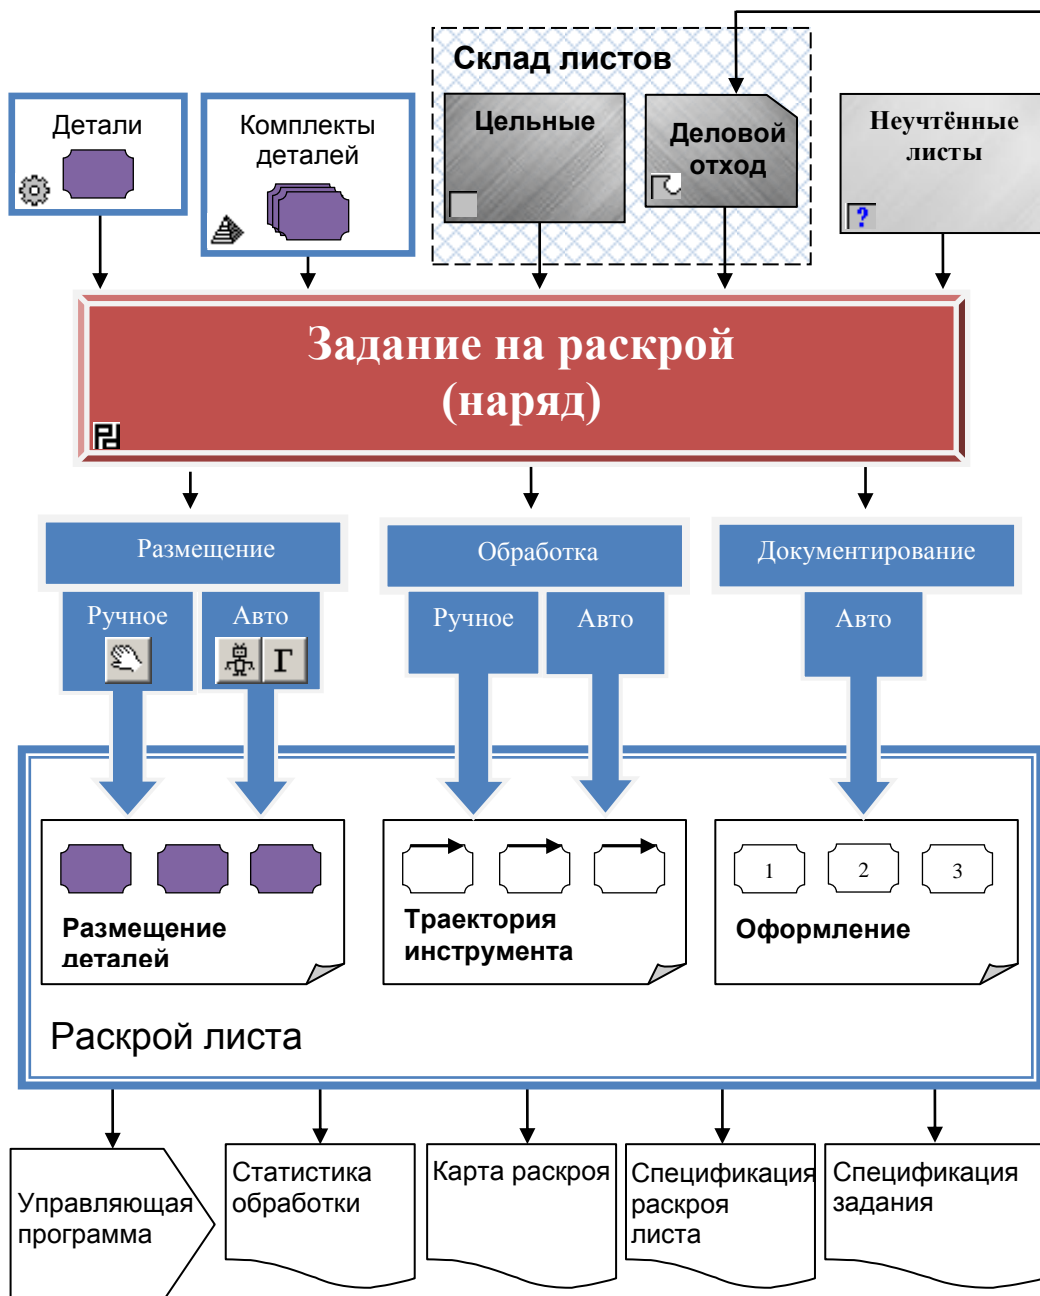 Склад листов
Детали
Комплекты
деталей
Цельные
Деловой
отход
Неучтённые
листы
?
Задание на раскрой
(наряд)
Размещение
Обработка
Документирование
Ручное
Авто
Г
Ручное
Авто
Авто
Размещение
деталей
Траектория
инструмента
1
2
3
Оформление
Раскрой листа
Управляющая
программа
Статистика
обработки
Карта раскроя
Спецификация
раскроя
листа
Спецификация
задания